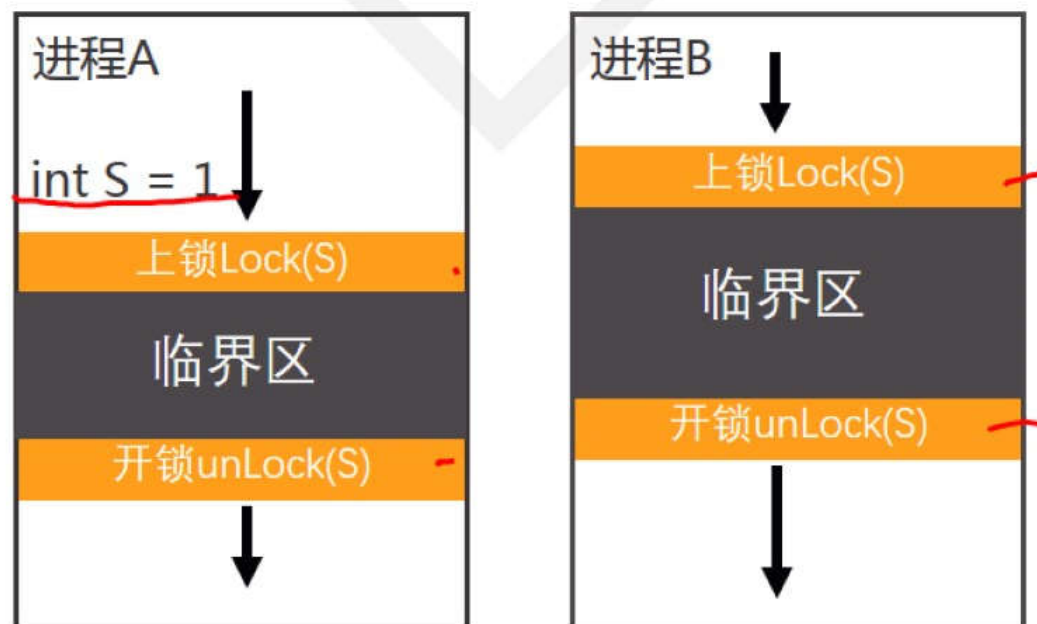 进程A
int S = 1
上锁Lock(S)
临界区
开锁unLock(S)
进程B
上锁Lock(S)
临界区
开锁unLock(S)